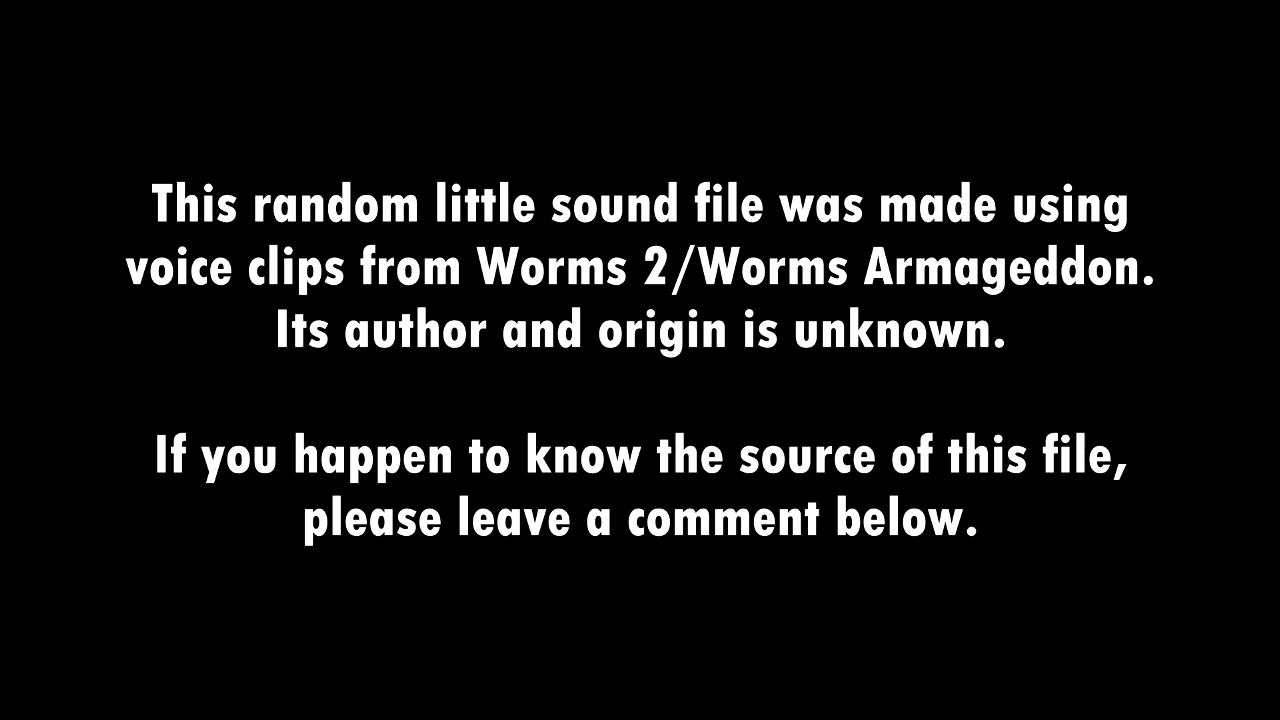 This random little sound file was made using
voice clips from Worms 2/Worms Armageddon.
Its author and origin is unknown.
If you happen to know the source of this file,
please leave a comment below.